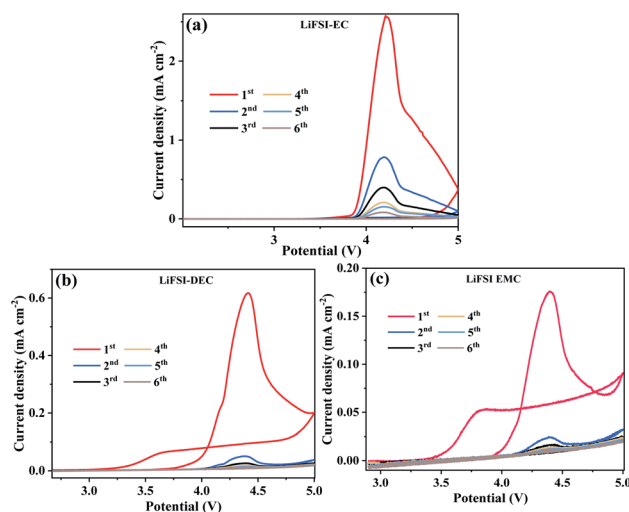 (a)
LiFSI-EC
1st 4th
2nd 5th
3rd 6th
Current density (mA cm-2)
2
1
0
3 4 5
Potential (V)
(b)
LiFSI-DEC
1st 4th
2nd 5th
3rd 6th
Current density (mA cm-2)
0.6
0.4
0.2
0.0
3.0 3.5 4.0 4.5 5.0
Potential (V)
(c)
LiFSI EMC
1st 4th
2nd 5th
3rd 6th
Current density (mA cm-2)
0.20
0.15
0.10
0.05
0.00
3.0 3.5 4.0 4.5 5.0
Potential (V)